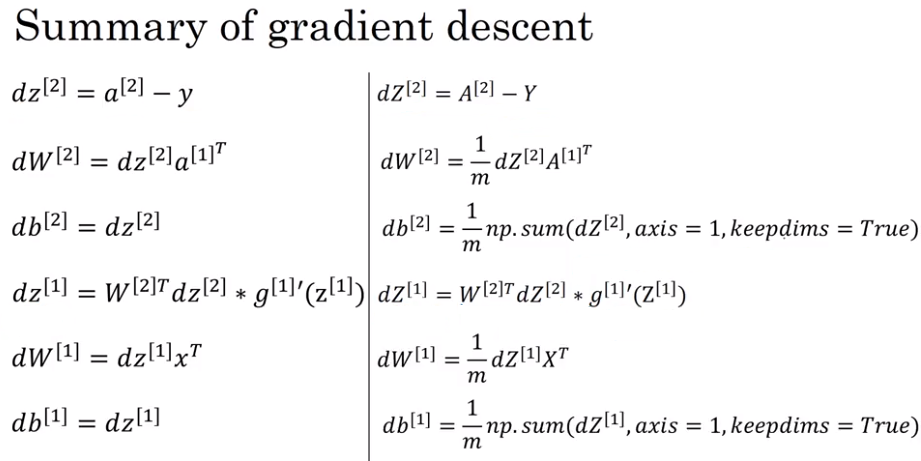 Summary of gradient descent
dz^{[2]} = a^{[2]} − y
dW^{[2]} = dz^{[2]}a^{[1]^T}
db^{[2]} = dz^{[2]}
dz^{[1]} = W^{[2]T}dz^{[2]} ∗ g^{[1]}′(z^{[1]})
dW^{[1]} = dz^{[1]}x^T
db^{[1]} = dz^{[1]}
dZ^{[2]} = A^{[2]} − Y
dW^{[2]} = \frac{1}{m}dZ^{[2]}A^{[1]^T}
db^{[2]} = \frac{1}{m}np.sum(dZ^{[2]}, axis = 1, keepdims = True)
dZ^{[1]} = W^{[2]T}dZ^{[2]} ∗ g^{[1]}′(Z^{[1]})
dW^{[1]} = \frac{1}{m}dZ^{[1]}X^T
db^{[1]} = \frac{1}{m}np.sum(dZ^{[1]}, axis = 1, keepdims = True)